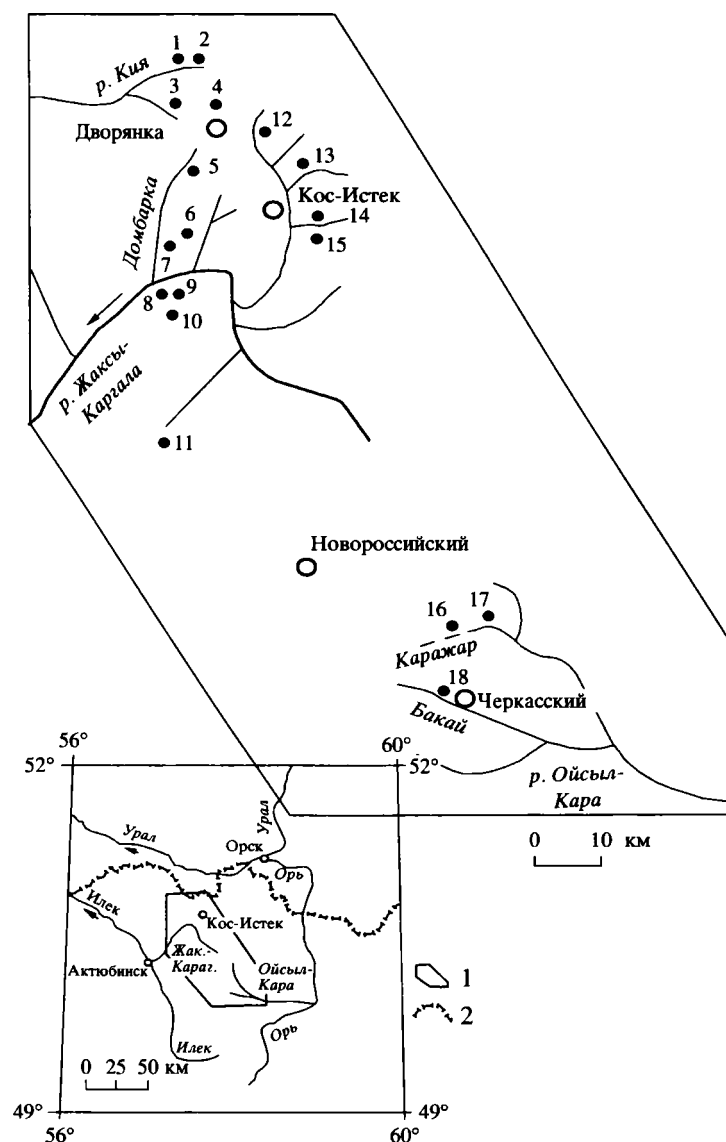 1 2
р. Кия
3 4
Дворянка
12
13
5
Кос-Истек
Домбарка
14
6
15
7
8 9
10
р. Жаксы-
Каргала
11
Новороссийский
16 17
Каражар
18
Черкасский
Бакай
р. Ойсыл-
Кара
0 10 км
56° 60°
52° 52°
Урал
Урал
Орск
Орь
Илек
Кос-Истек
Жак.-
Караг.
Ойсыл-
Кара
Актюбинск
1
2
Орь
Илек
0 25 50 км
49° 49°
56° 60°